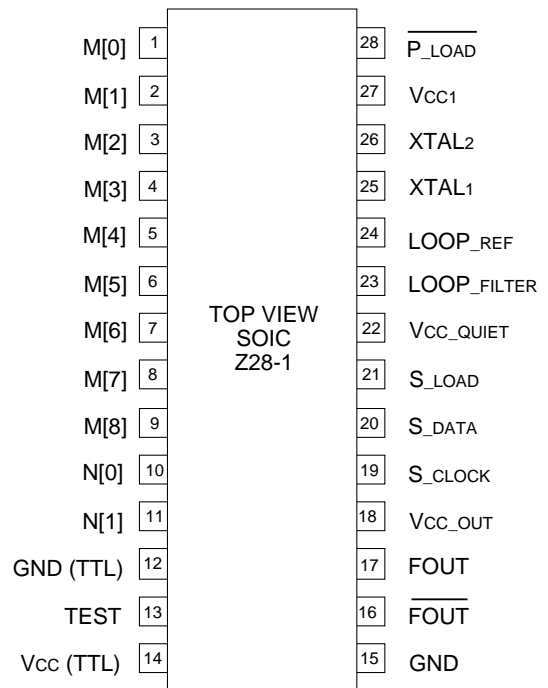 M[0] 1 28 P_LOAD
M[1] 2 27 VCC1
M[2] 3 26 XTAL2
M[3] 4 25 XTAL1
M[4] 5 24 LOOP_REF
M[5] 6 23 LOOP_FILTER
M[6] 7 22 VCC_QUIET
TOP VIEW
SOIC
Z28-1
M[7] 8 21 S_LOAD
M[8] 9 20 S_DATA
N[0] 10 19 S_CLOCK
N[1] 11 18 VCC_OUT
GND (TTL) 12 17 FOUT
TEST 13 16 FOUT
VCC (TTL) 14 15 GND